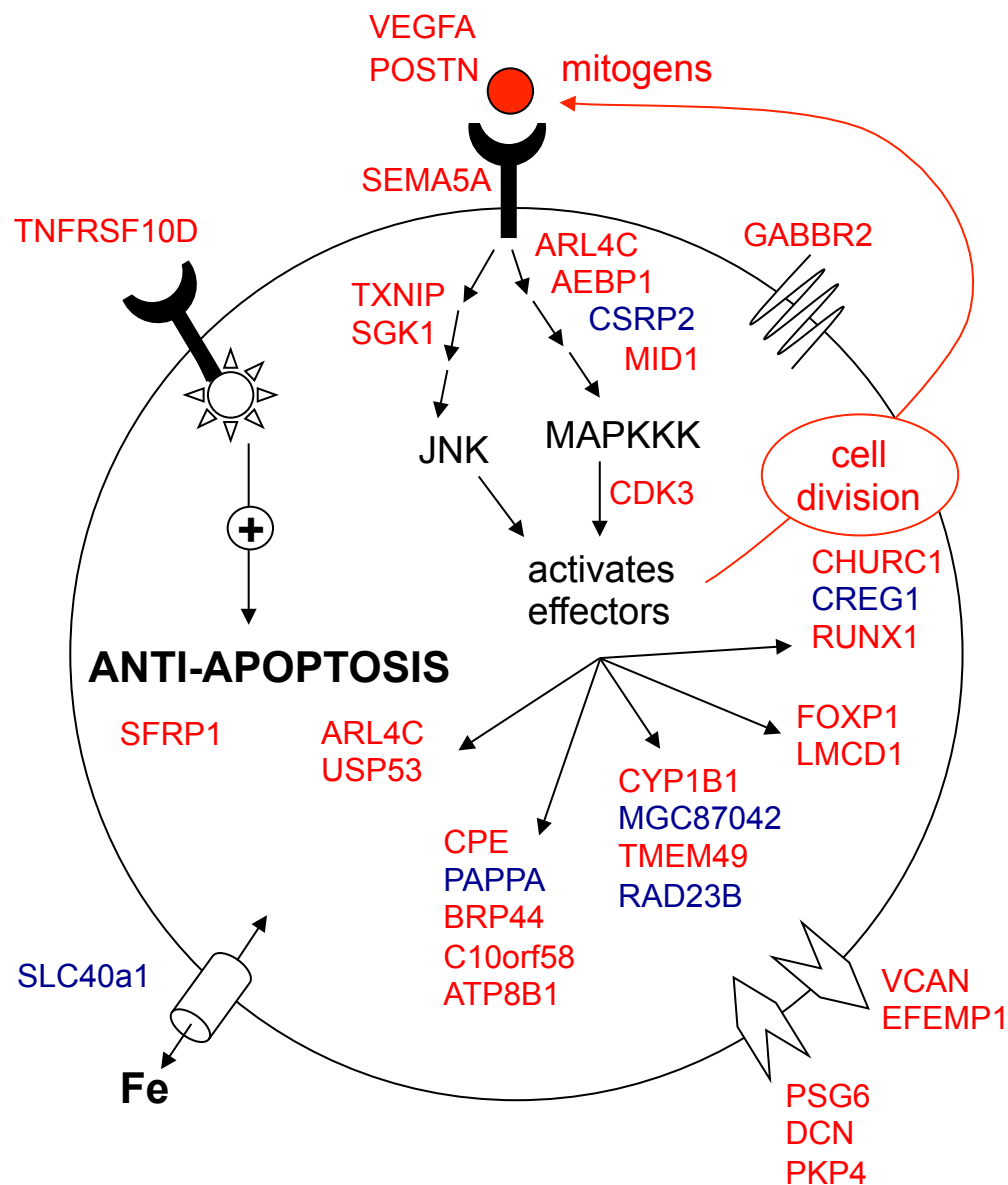 VEGFA
POSTN
mitogens
SEMA5A
TNFRSF10D
GABBR2
ARL4C
AEBP1
CSRP2
MID1
TXNIP
SGK1
JNK
MAPKKK
CDK3
cell
division
+
activates
effectors
CHURC1
CREG1
RUNX1
ANTI-APOPTOSIS
SFRP1
ARL4C
USP53
FOXP1
LMCD1
CYP1B1
MGC87042
TMEM49
RAD23B
CPE
PAPPA
BRP44
C10orf58
ATP8B1
SLC40a1
Fe
VCAN
EFEMP1
PSG6
DCN
PKP4